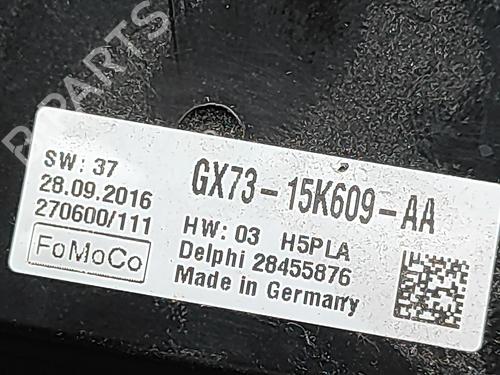 B-PARTS
SW: 37
28.09.2016
270600/111
FoMoCo
GX73-15K609-AA
HW: 03 H5PLA
Delphi 28455876
Made in Germany